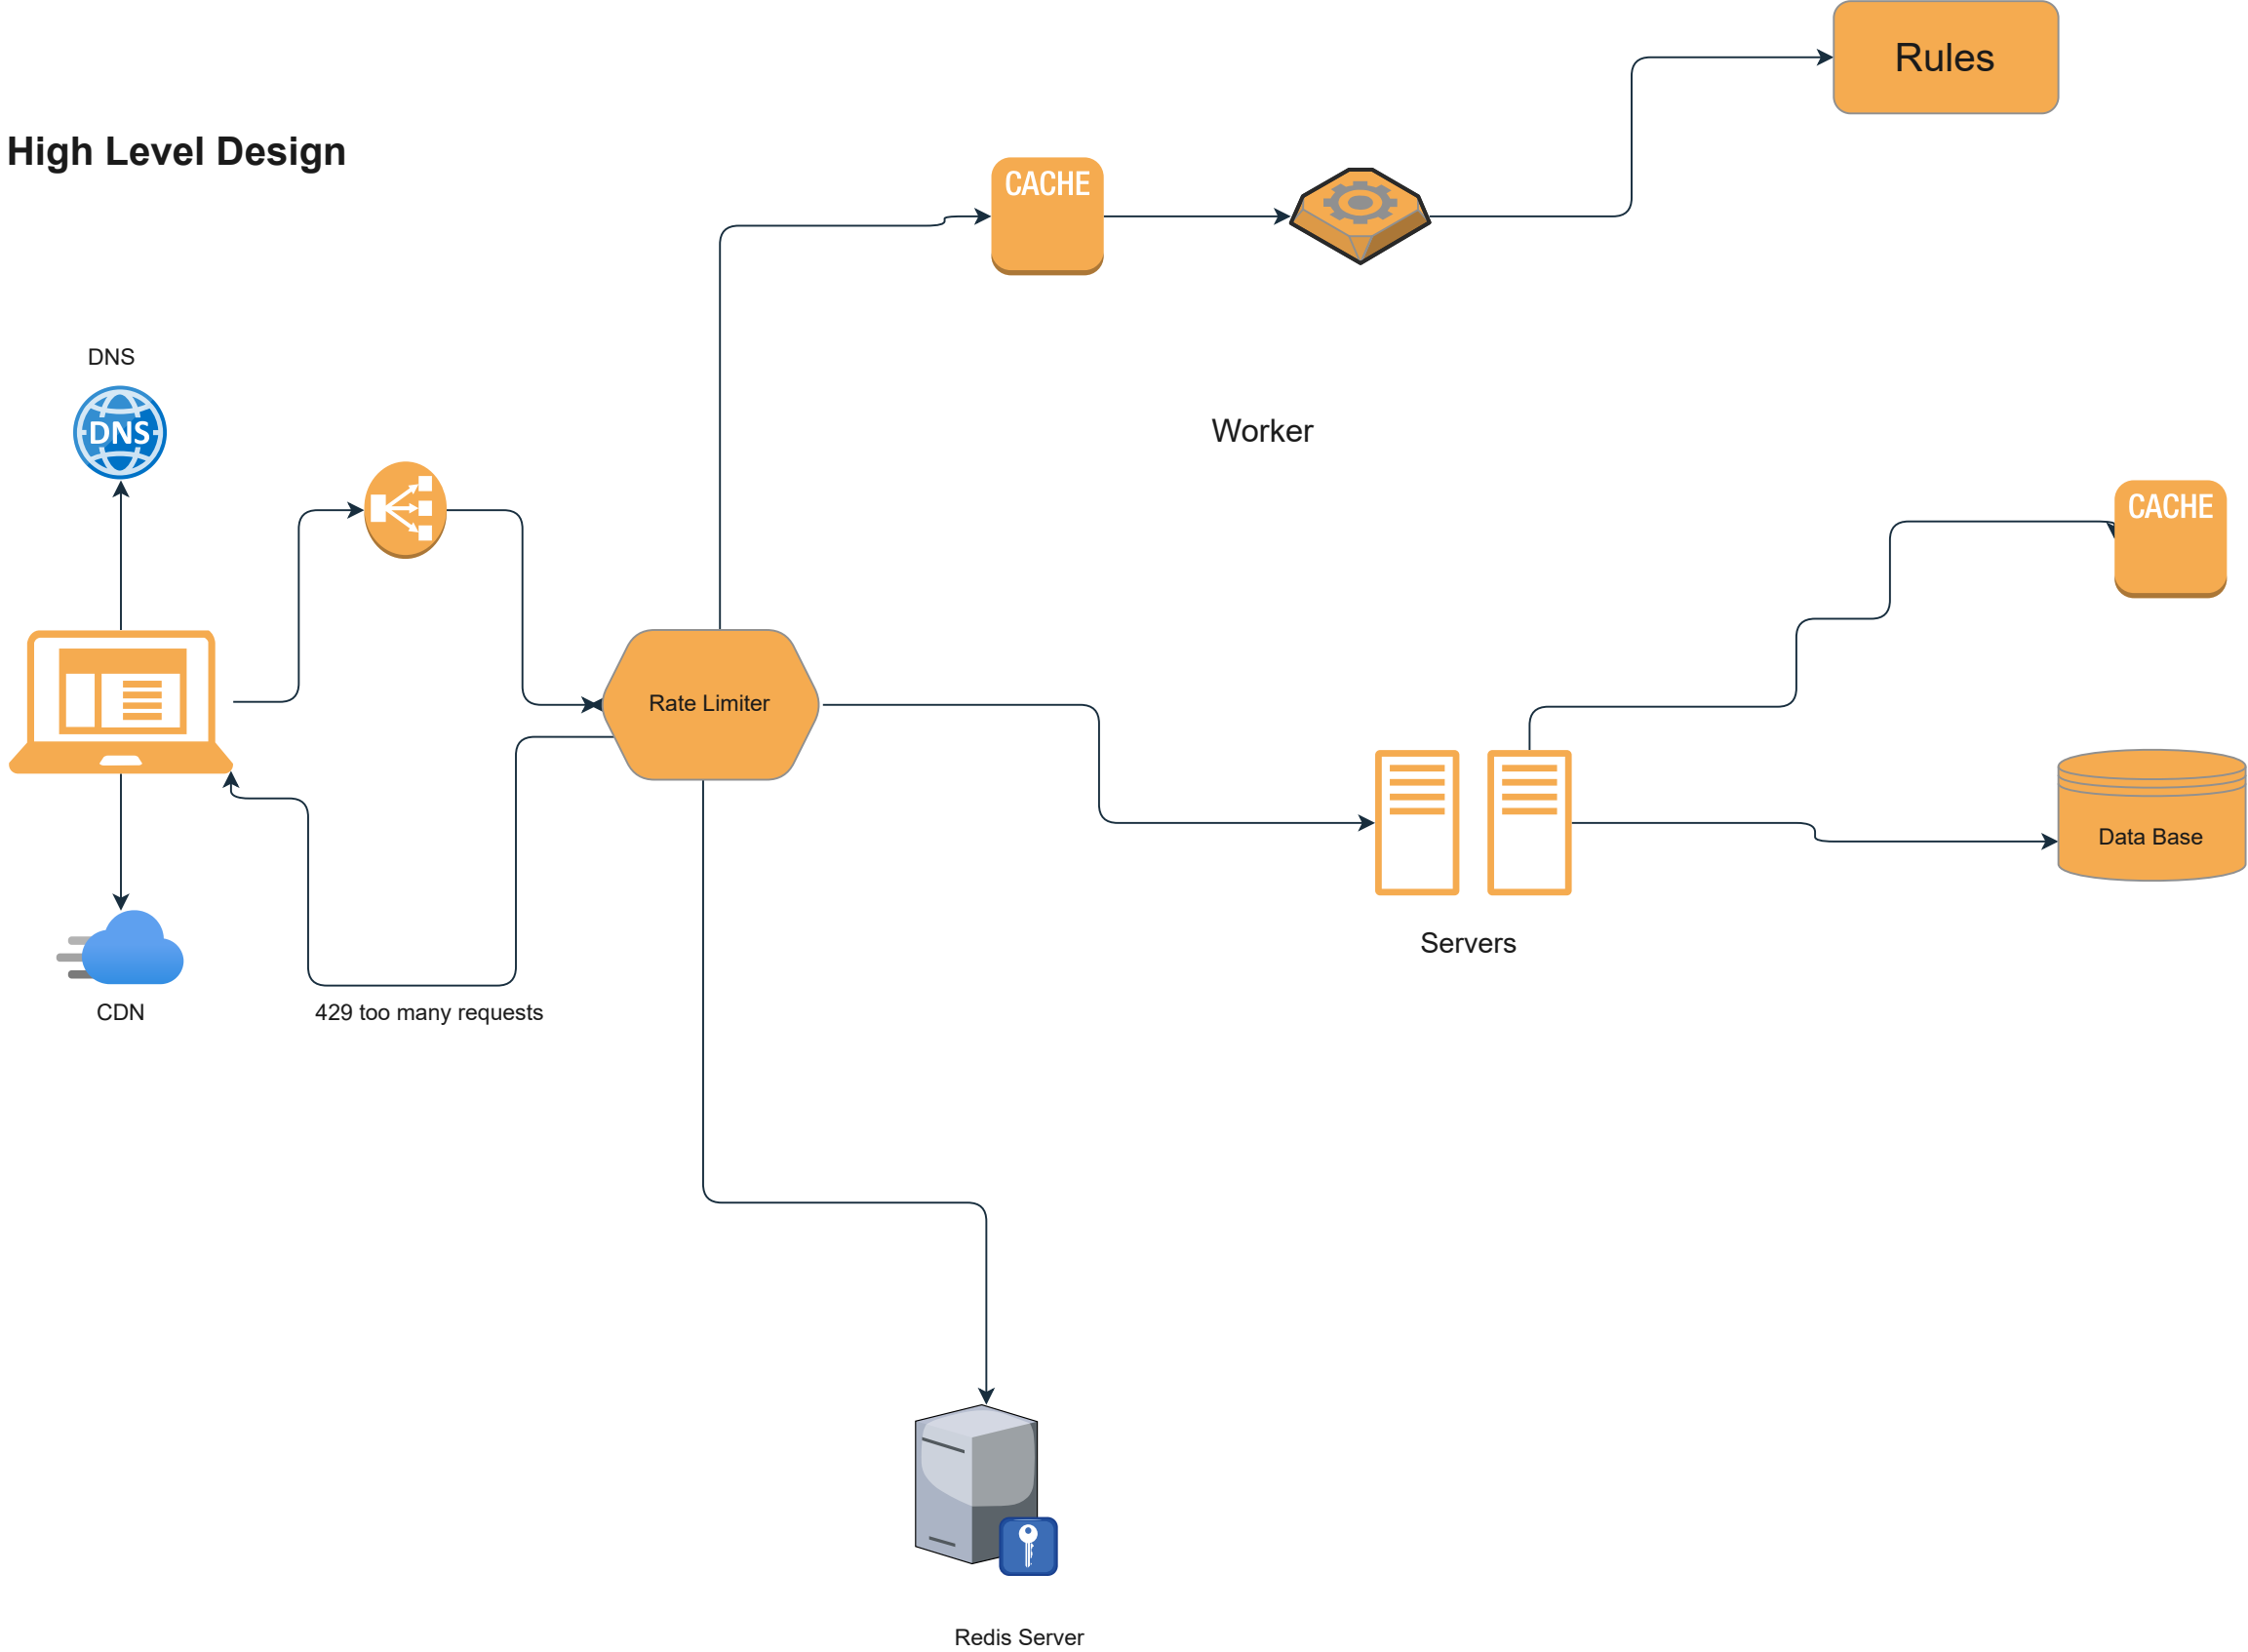 Rules
High Level Design
CACHE
DNS
DNS
Worker
CACHE
Rate Limiter
Data Base
Servers
CDN
429 too many requests
Redis Server